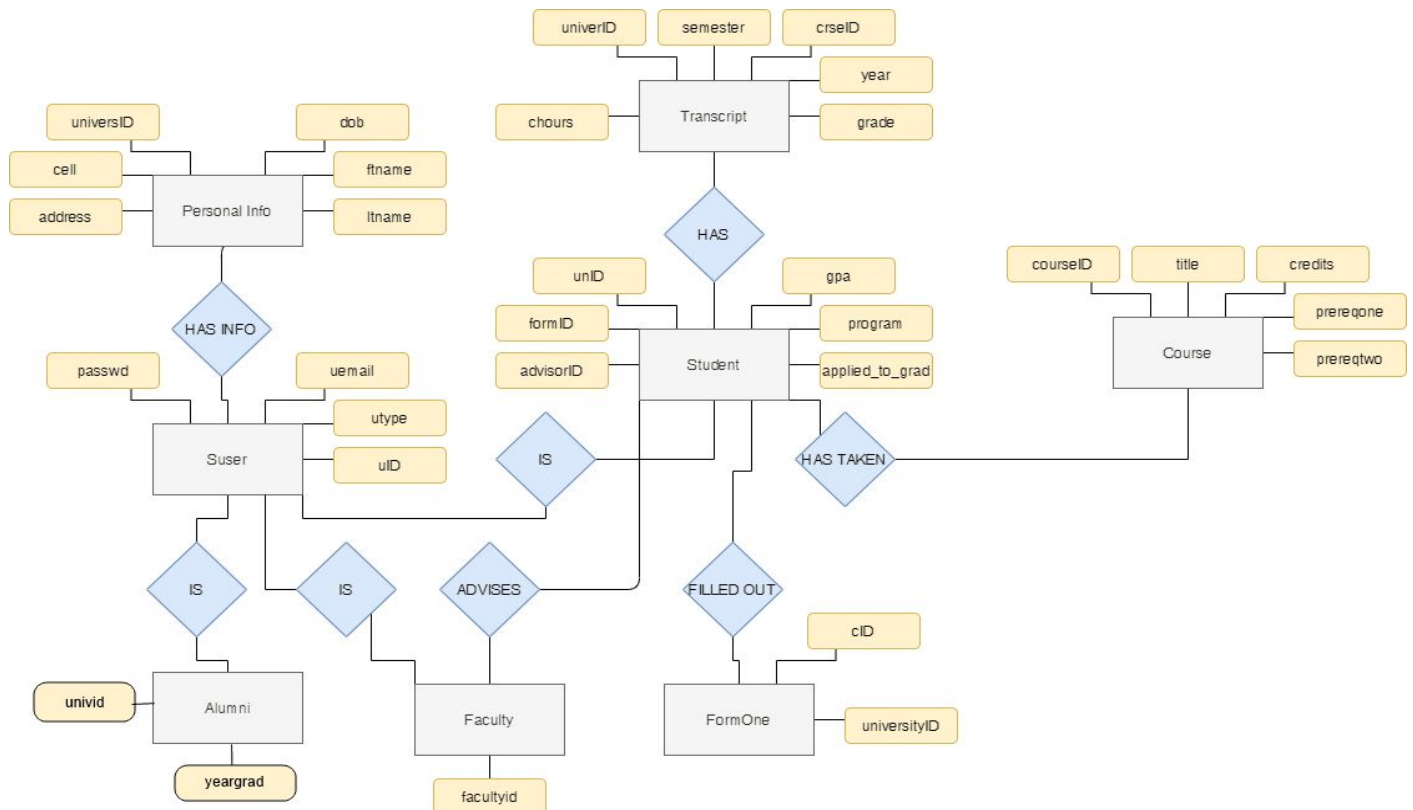 univerID
semester
crseID
year
universID
dob
Transcript
chours
grade
cell
ftname
Personal Info
address
ltname
HAS
courseID
title
credits
unID
gpa
prereqone
formID
program
HAS INFO
Course
prereqtwo
Student
passwd
uemail
advisorID
applied_to_grad
utype
Suser
IS
HAS TAKEN
uID
IS
IS
ADVISES
FILLED OUT
cID
univid
Alumni
Faculty
FormOne
universityID
yeargrad
facultyid